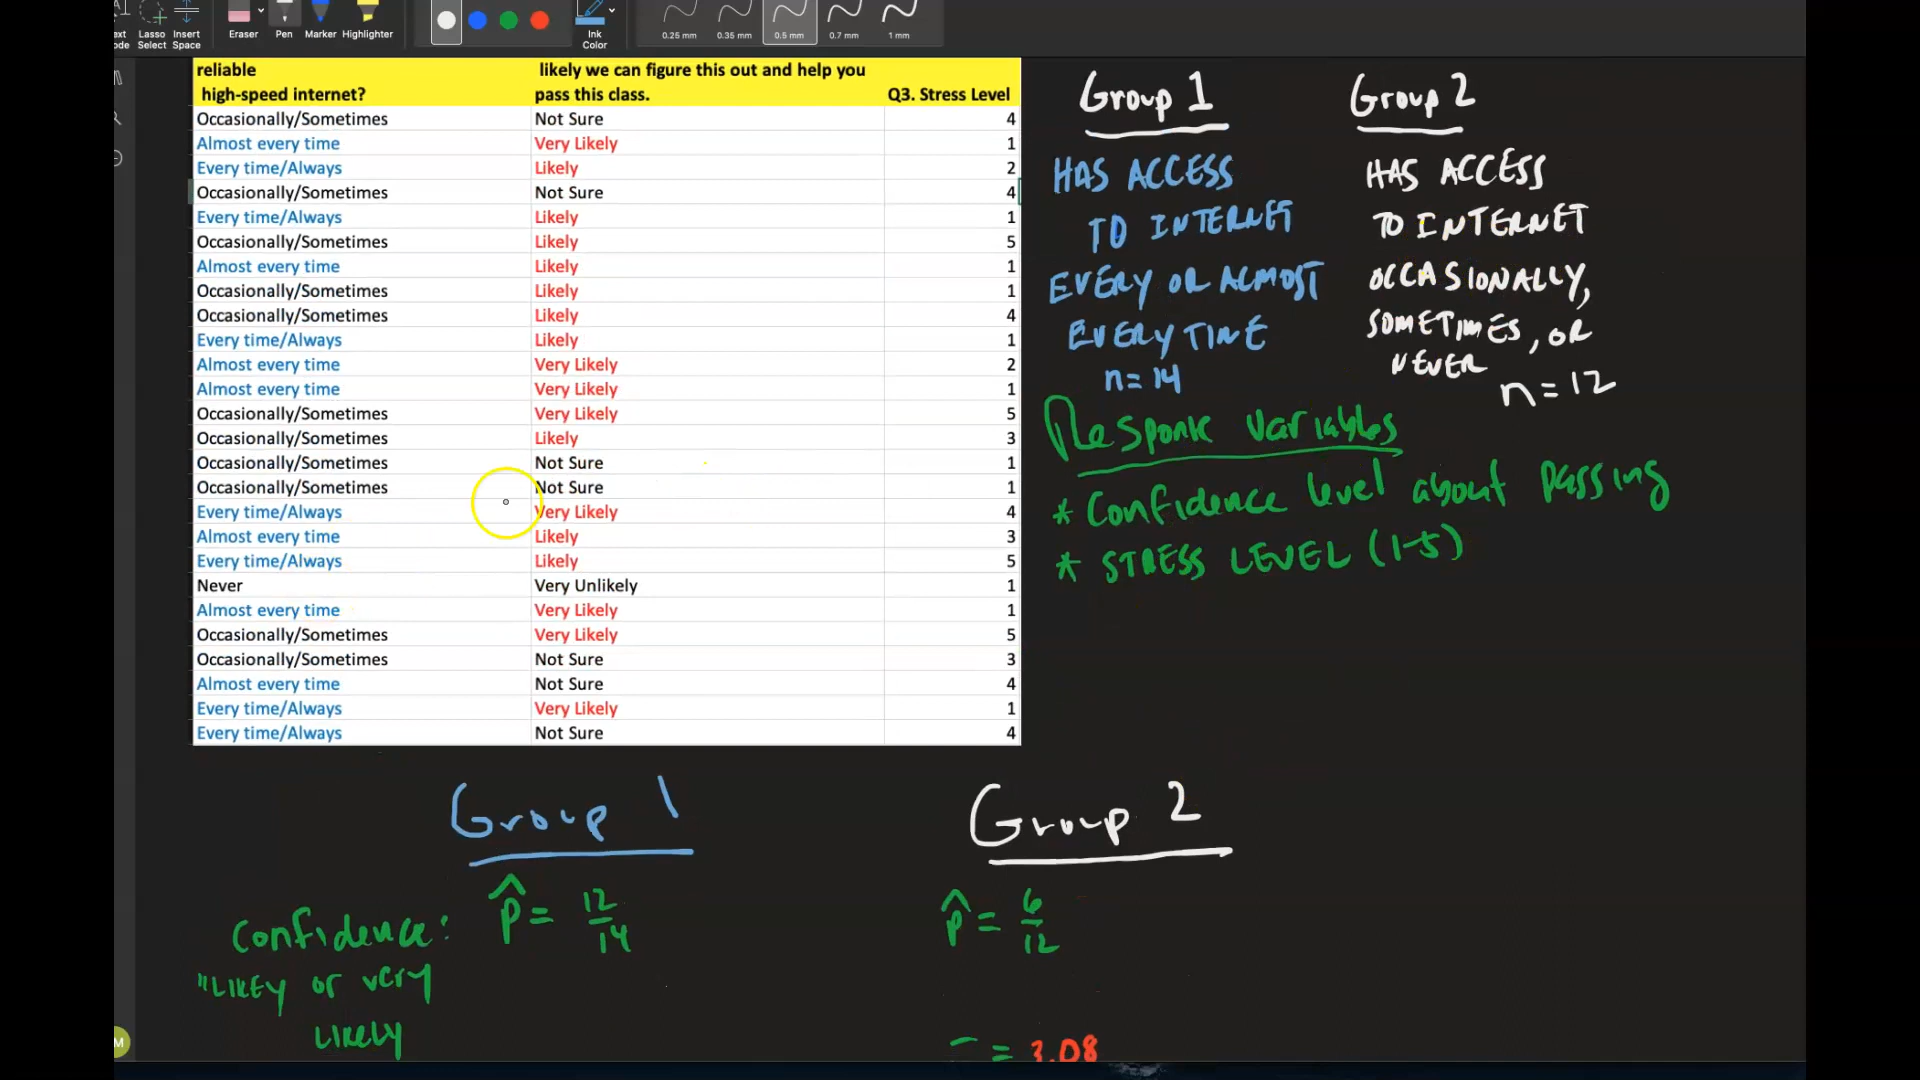 Lasso Insert
Select Space
Eraser Pen Marker Highlighter
Ink
Color
0.25 mm 0.35 mm 0.5 mm 0.7 mm 1 mm
reliable
high-speed internet?
likely we can figure this out and help you
pass this class.
Q3. Stress Level
Occasionally/Sometimes Not Sure 4
Almost every time Very Likely 1
Every time/Always Likely 2
Occasionally/Sometimes Not Sure 4
Every time/Always Likely 1
Occasionally/Sometimes Likely 5
Almost every time Likely 1
Occasionally/Sometimes Likely 1
Occasionally/Sometimes Likely 4
Every time/Always Likely 1
Almost every time Very Likely 2
Almost every time Very Likely 1
Occasionally/Sometimes Very Likely 5
Occasionally/Sometimes Likely 3
Occasionally/Sometimes Not Sure 1
Occasionally/Sometimes Not Sure 1
Every time/Always Very Likely 4
Almost every time Likely 3
Every time/Always Likely 5
Never Very Unlikely 1
Almost every time Very Likely 1
Occasionally/Sometimes Very Likely 5
Occasionally/Sometimes Not Sure 3
Almost every time Not Sure 4
Every time/Always Very Likely 1
Every time/Always Not Sure 4
Group 1
HAS ACCESS
TO INTERNET
EVERY OR ALMOST
EVERY TIME
n = 14
Group 2
HAS ACCESS
TO INTERNET
OCCASIONALLY,
SOMETIMES, OR
NEVER
n = 12
Response Variables
* Confidence level about passing
* STRESS LEVEL (1-5)
Group 1
Group 2
Confidence: p̂ = 12/14
p̂ = 6/12
"LIKELY or very
likely
= 3.08
M